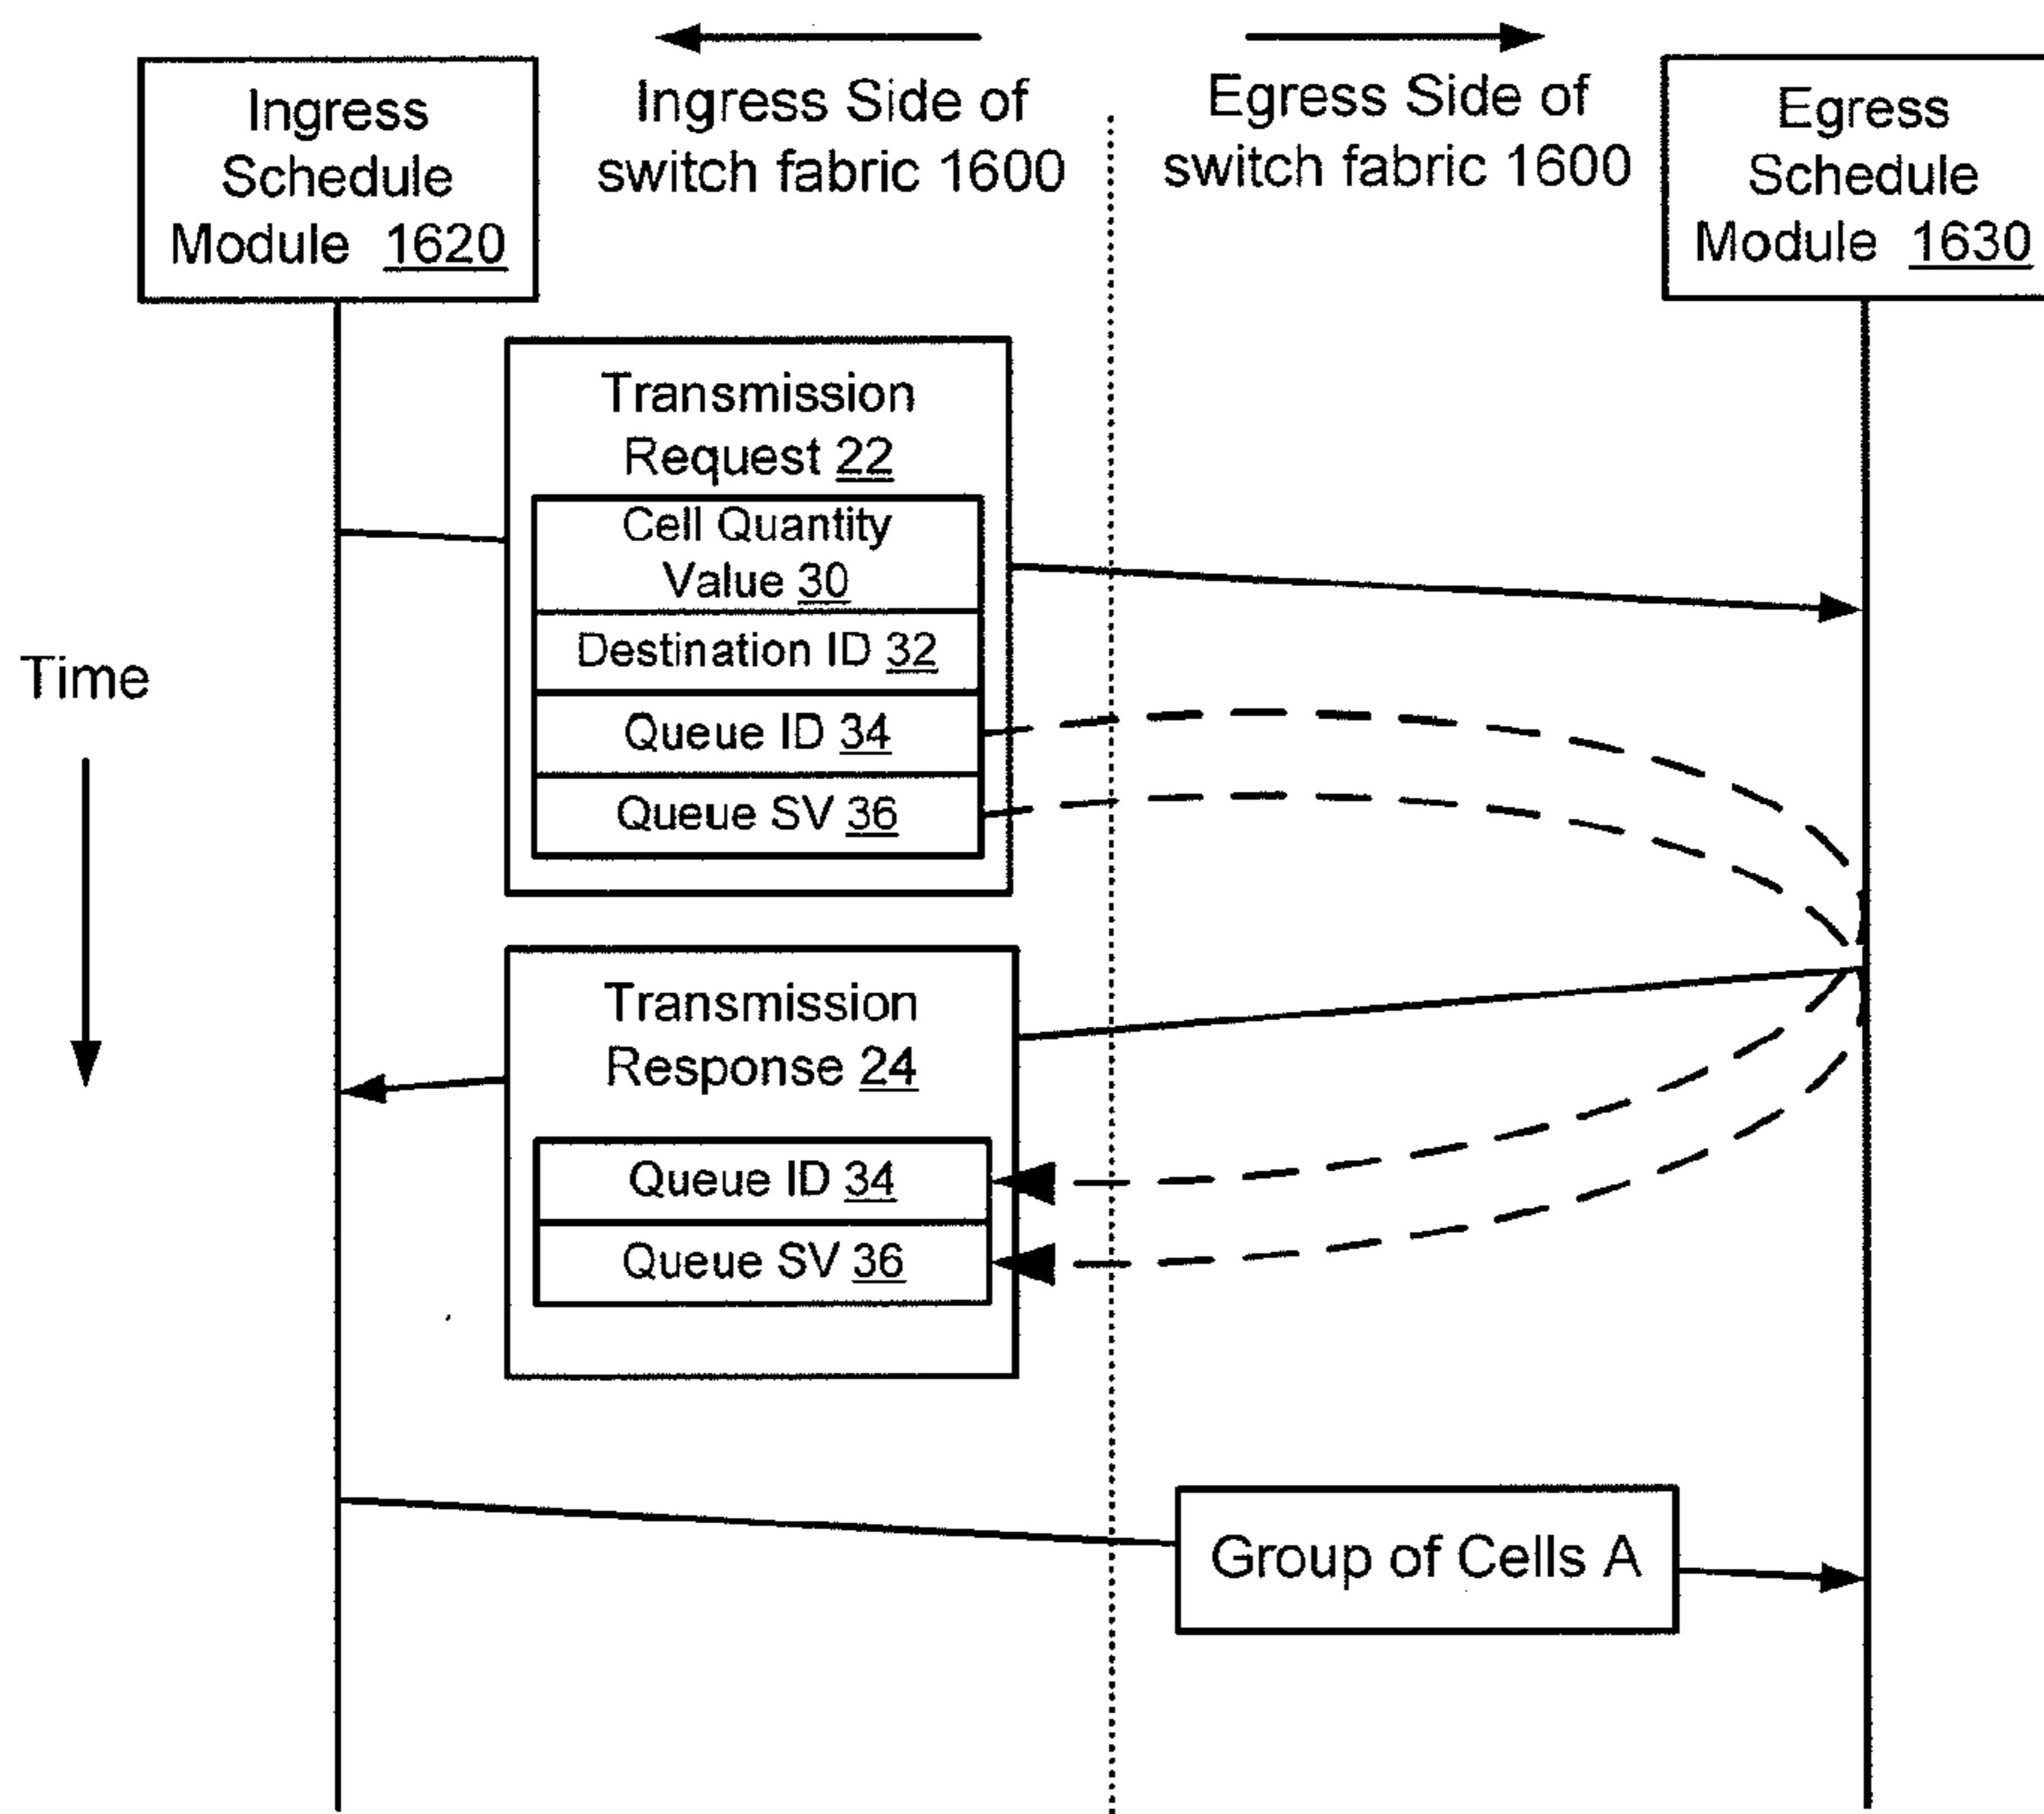 Ingress
Schedule
Module 1620
Ingress Side of
switch fabric 1600
Egress Side of
switch fabric 1600
Egress
Schedule
Module 1630
Transmission
Request 22
Cell Quantity
Value 30
Destination ID 32
Queue ID 34
Queue SV 36
Time
Transmission
Response 24
Queue ID 34
Queue SV 36
Group of Cells A